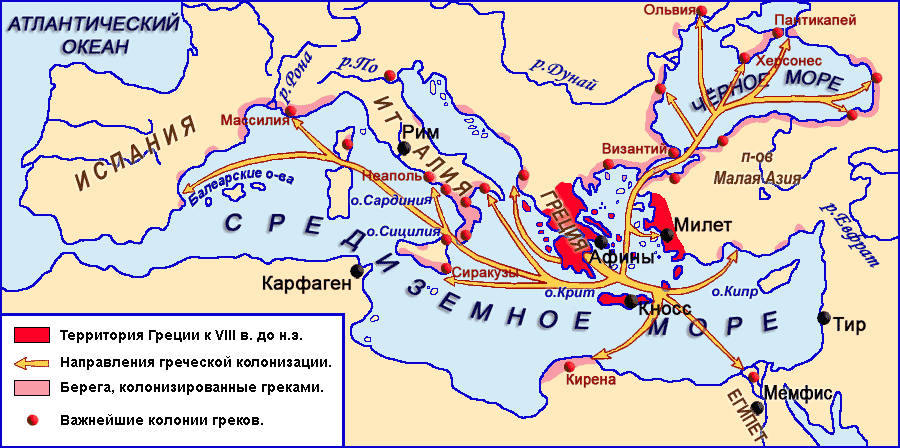 АТЛАНТИЧЕСКИЙ
ОКЕАН
Ольвия
Пантикапей
Херсонес
ЧЁРНОЕ МОРЕ
р.Дунай
р.По
р.Рона
Массилия
ИСПАНИЯ
Балеарские о-ва
ИТАЛИЯ
Рим
Неаполь
о.Сардиния
о.Сицилия
Сиракузы
Карфаген
Византий
п-ов
Малая Азия
р.Евфрат
ГРЕЦИЯ
Афины
Милет
о.Крит
Кносс
о.Кипр
СРЕДИЗЕМНОЕ МОРЕ
Тир
Кирена
Мемфис
ЕГИПЕТ
Территория Греции к VIII в. до н.э.
Направления греческой колонизации.
Берега, колонизированные греками.
Важнейшие колонии греков.